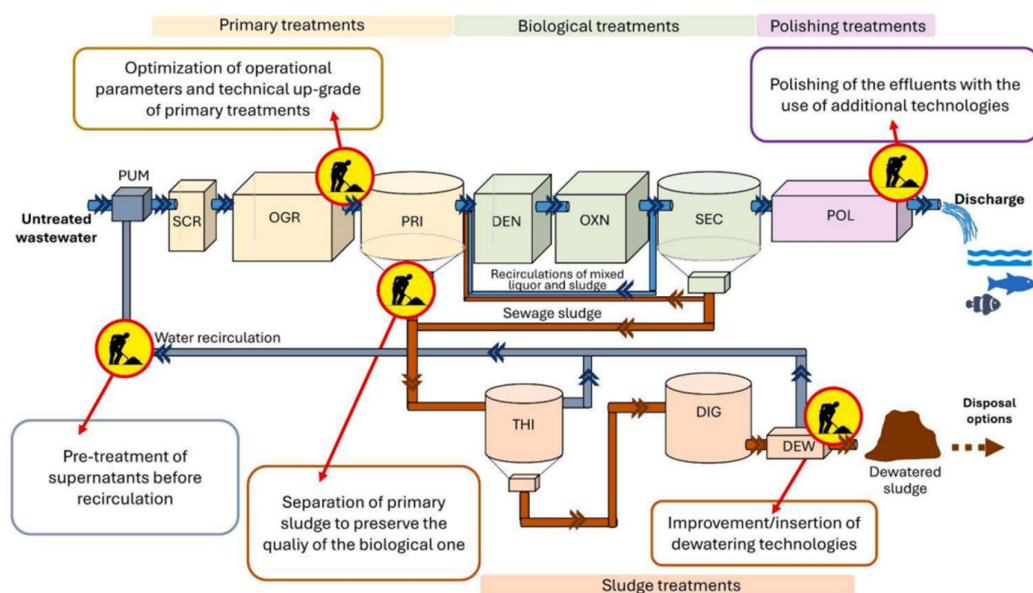 Primary treatments
Biological treatments
Polishing treatments
Optimization of operational
parameters and technical up-grade
of primary treatments
Polishing of the effluents with the
use of additional technologies
PUM
Untreated
wastewater
SCR
OGR
PRI
DEN
OXN
SEC
POL
Discharge
Recirculations of mixed
liquor and sludge
Sewage sludge
Water recirculation
THI
DIG
DEW
Disposal
options
Dewatered
sludge
Pre-treatment of
supernatants before
recirculation
Separation of primary
sludge to preserve the
qualiy of the biological one
Improvement/insertion of
dewatering technologies
Sludge treatments